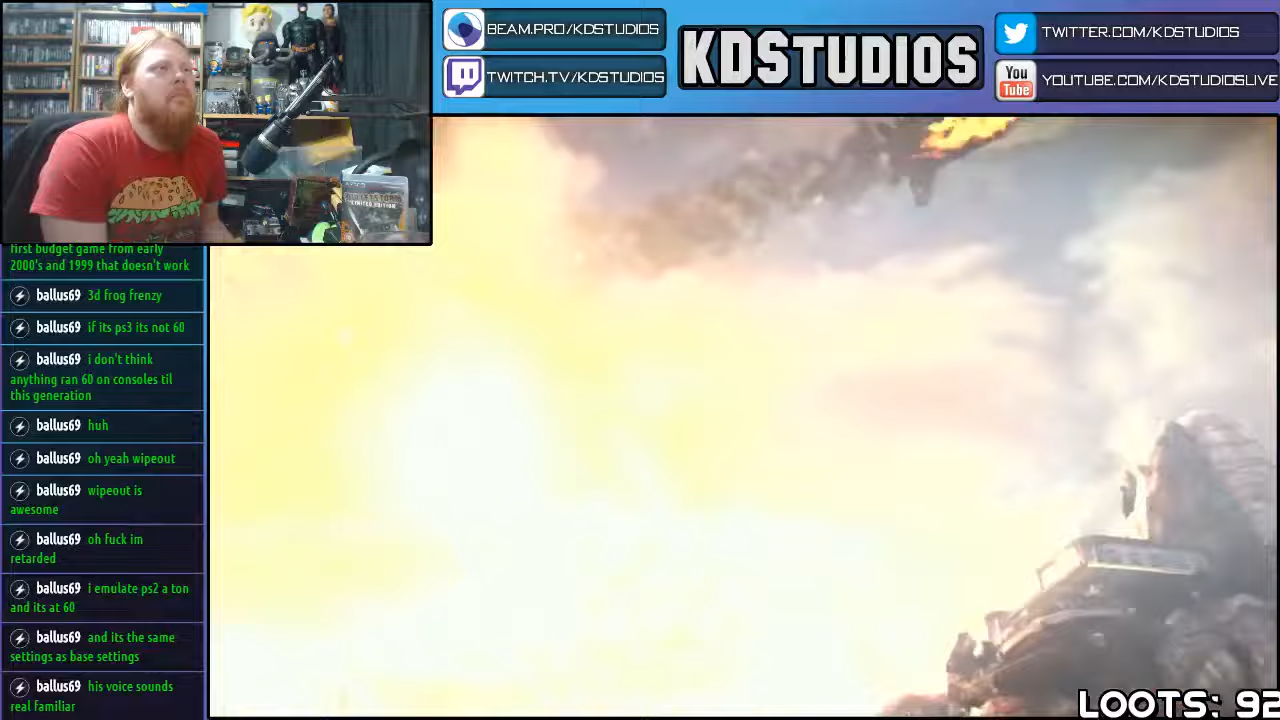 BEAM.PRO/KDSTUDIOS
TWITCH.TV/KDSTUDIOS
KDSTUDIOS
TWITTER.COM/KDSTUDIOS
You
Tube
YOUTUBE.COM/KDSTUDIOSLIVE
LIMITED EDITION
first budget game from early
2000's and 1999 that doesn't work
ballus69 3d frog frenzy
ballus69 if its ps3 its not 60
ballus69 i don't think
anything ran 60 on consoles til
this generation
ballus69 huh
ballus69 oh yeah wipeout
ballus69 wipeout is
awesome
ballus69 oh fuck im
retarded
ballus69 i emulate ps2 a ton
and its at 60
ballus69 and its the same
settings as base settings
ballus69 his voice sounds
real familiar
LOOTS: 92